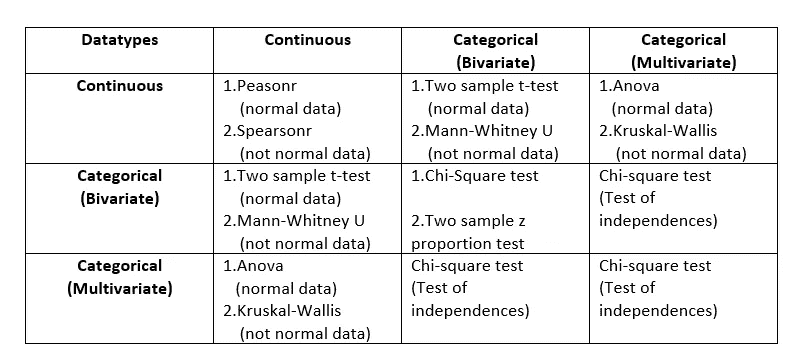 Datatypes
Continuous
Categorical
(Bivariate)
Categorical
(Multivariate)
Continuous
1.Peasonr
(normal data)
2.Spearsonr
(not normal data)
1.Two sample t-test
(normal data)
2.Mann-Whitney U
(not normal data)
1.Anova
(normal data)
2.Kruskal-Wallis
(not normal data)
Categorical
(Bivariate)
1.Two sample t-test
(normal data)
2.Mann-Whitney U
(not normal data)
1.Chi-Square test
2.Two sample z
proportion test
Chi-square test
(Test of
independences)
Categorical
(Multivariate)
1.Anova
(normal data)
2.Kruskal-Wallis
(not normal data)
Chi-square test
(Test of
independences)
Chi-square test
(Test of
independences)